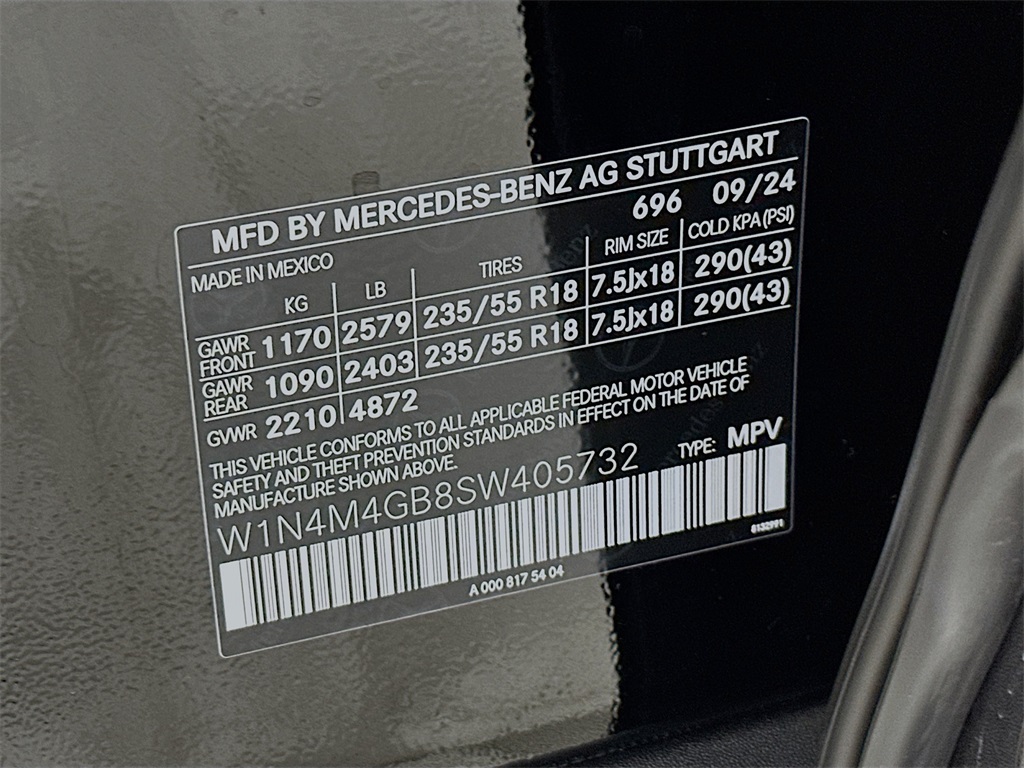 MFD BY MERCEDES-BENZ AG STUTTGART
696 09/24
MADE IN MEXICO
KG LB TIRES RIM SIZE COLD KPA (PSI)
GAWR FRONT 1170 2579 235/55 R18 7.5Jx18 290(43)
GAWR REAR 1090 2403 235/55 R18 7.5Jx18 290(43)
GVWR 2210 4872
THIS VEHICLE CONFORMS TO ALL APPLICABLE FEDERAL MOTOR VEHICLE
SAFETY AND THEFT PREVENTION STANDARDS IN EFFECT ON THE DATE OF
MANUFACTURE SHOWN ABOVE.
W1N4M4GB8SW405732 TYPE: MPV
A 000 817 54 04
8132991